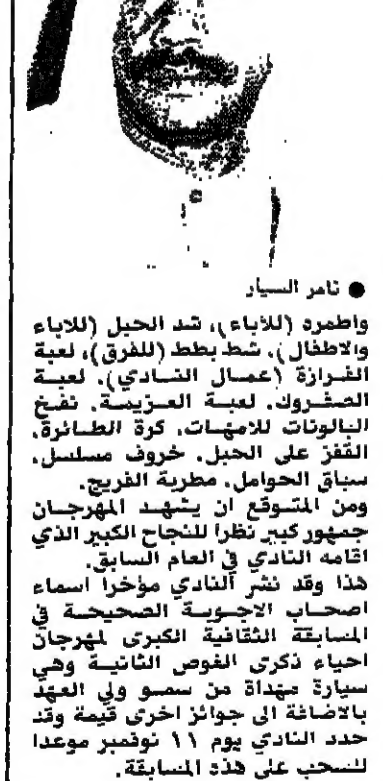 ● ناصر السيار
واطمره (للأباء)، شد الحبل (للاباء
والاطفال)، شط بطط (للفرق)، لعبة
الفرازة (عمال النادي)، لعبة
الصفروك، لعبة العزيسة، نفخ
البالونات للامهات، كرة الطائرة،
القفز على الحبل، خروف مسلسل،
سباق الحوامل، مطربة الفريج.
ومن المتوقع ان يشهد المهرجان
جمهور كبير نظرا للنجاح الكبير الذي
اقامه النادي في العام السابق.
هذا وقد نشر النادي مؤخرا اسماء
اصحاب الاجوبة الصحيحة في
المسابقة الثقافية الكبرى لمهرجان
احياء ذكرى الغوص الثانية وهي
سيارة مهداة من سمو ولي العهد
بالاضافة الى جوائز اخرى قيمة وقد
حدد النادي يوم ١١ نوفمبر موعدا
للسحب على هذه المسابقة.